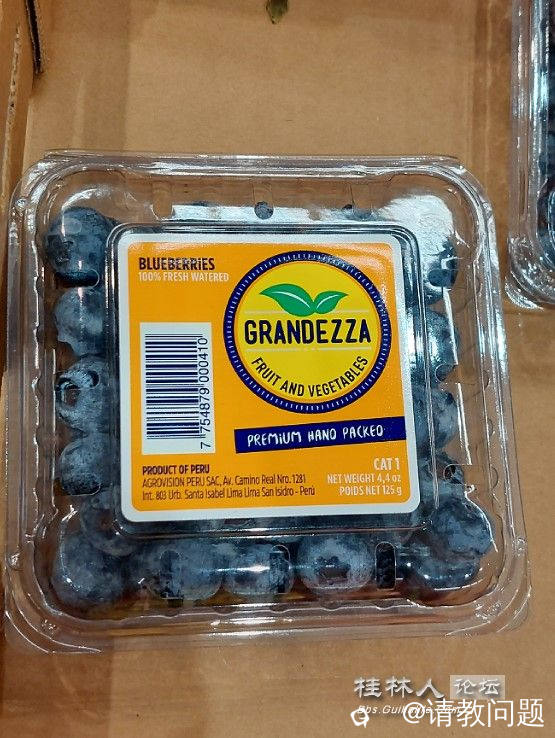 BLUEBERRIES
100% FRESH WATERED
GRANDEZZA
FRUIT AND VEGETABLES
7 754879 000410
PREMIUM HAND PACKED
PRODUCT OF PERU
AGROVISION PERU SAC, Av. Camino Real Nro. 1281
Int. 803 Urb. Santa Isabel Lima Lima San Isidro - Perú
CAT 1
NET WEIGHT 4,4 oz
POIDS NET 125 g
桂林人论坛
@请教问题